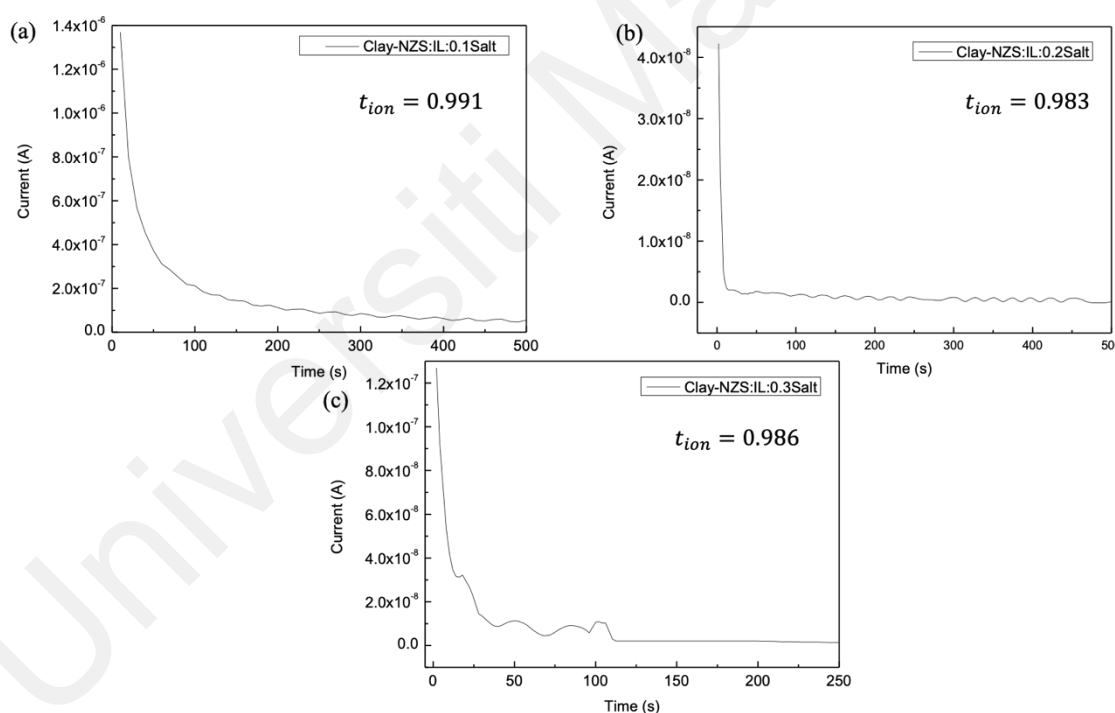 (a)
Clay-NZS:IL:0.1Salt
t_ion = 0.991
1.4x10⁻⁶
1.2x10⁻⁶
1.0x10⁻⁶
8.0x10⁻⁷
6.0x10⁻⁷
4.0x10⁻⁷
2.0x10⁻⁷
0.0
Current (A)
0 100 200 300 400 500
Time (s)
(b)
Clay-NZS:IL:0.2Salt
t_ion = 0.983
4.0x10⁻⁸
3.0x10⁻⁸
2.0x10⁻⁸
1.0x10⁻⁸
0.0
Current (A)
0 100 200 300 400 50
Time (s)
(c)
Clay-NZS:IL:0.3Salt
t_ion = 0.986
1.2x10⁻⁷
1.0x10⁻⁷
8.0x10⁻⁸
6.0x10⁻⁸
4.0x10⁻⁸
2.0x10⁻⁸
0.0
Current (A)
0 50 100 150 200 250
Time (s)
Universiti Ma